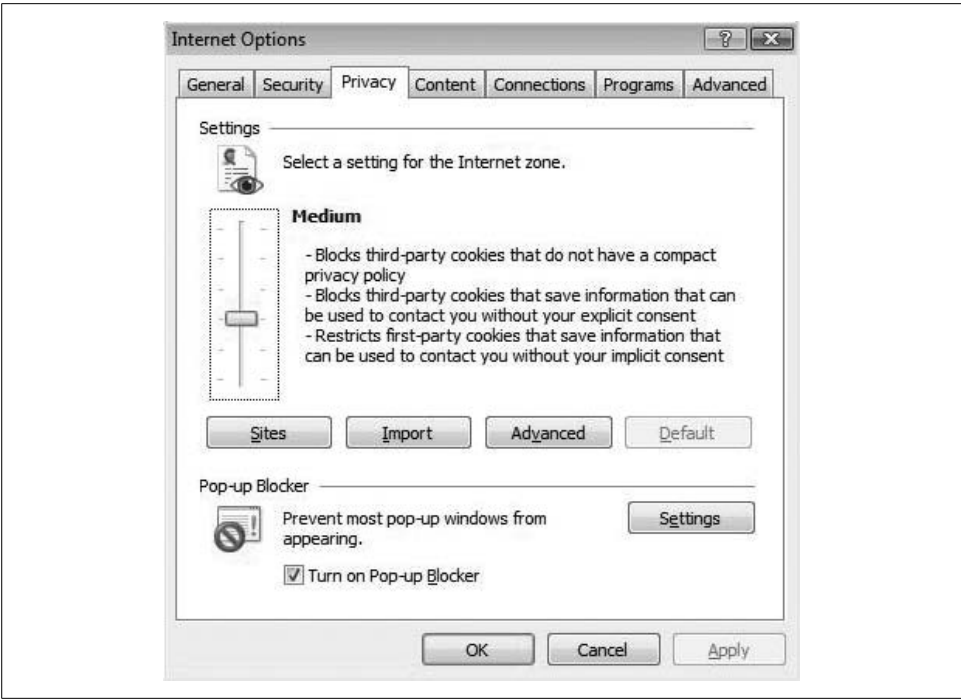 Internet Options
?
General Security Privacy Content Connections Programs Advanced
Settings
Select a setting for the Internet zone.
Medium
- Blocks third-party cookies that do not have a compact
privacy policy
- Blocks third-party cookies that save information that can
be used to contact you without your explicit consent
- Restricts first-party cookies that save information that
can be used to contact you without your implicit consent
Sites Import Advanced Default
Pop-up Blocker
Prevent most pop-up windows from
appearing.
Settings
Turn on Pop-up Blocker
OK Cancel Apply